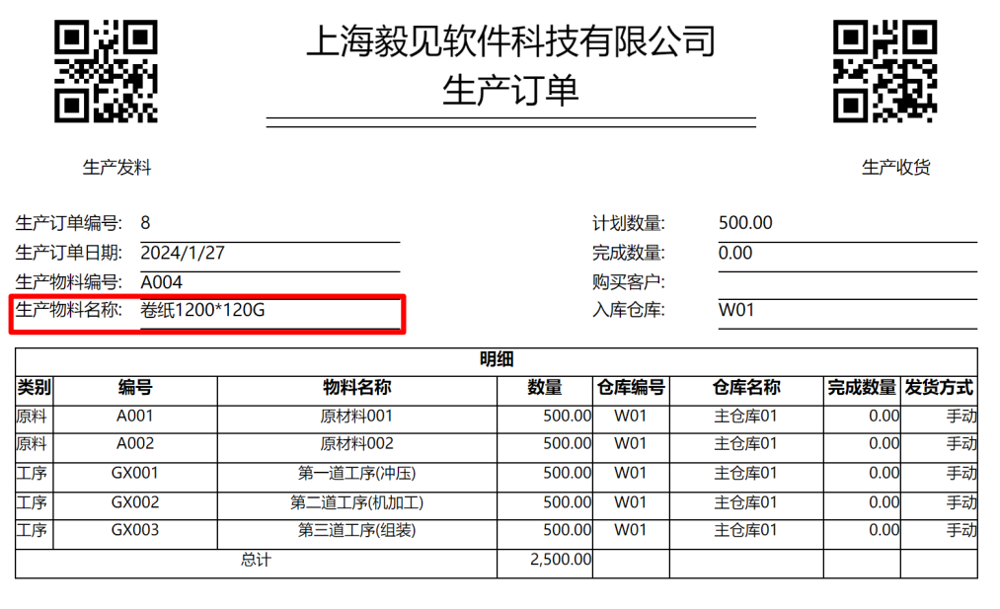 上海毅见软件科技有限公司
生产订单
生产发料
生产收货
生产订单编号: 8
计划数量: 500.00
生产订单日期: 2024/1/27
完成数量: 0.00
生产物料编号: A004
购买客户:
生产物料名称: 卷纸1200*120G
入库仓库: W01
明细
类别 编号 物料名称 数量 仓库编号 仓库名称 完成数量 发货方式
原料 A001 原材料001 500.00 W01 主仓库01 0.00 手动
原料 A002 原材料002 500.00 W01 主仓库01 0.00 手动
工序 GX001 第一道工序(冲压) 500.00 W01 主仓库01 0.00 手动
工序 GX002 第二道工序(机加工) 500.00 W01 主仓库01 0.00 手动
工序 GX003 第三道工序(组装) 500.00 W01 主仓库01 0.00 手动
总计 2,500.00